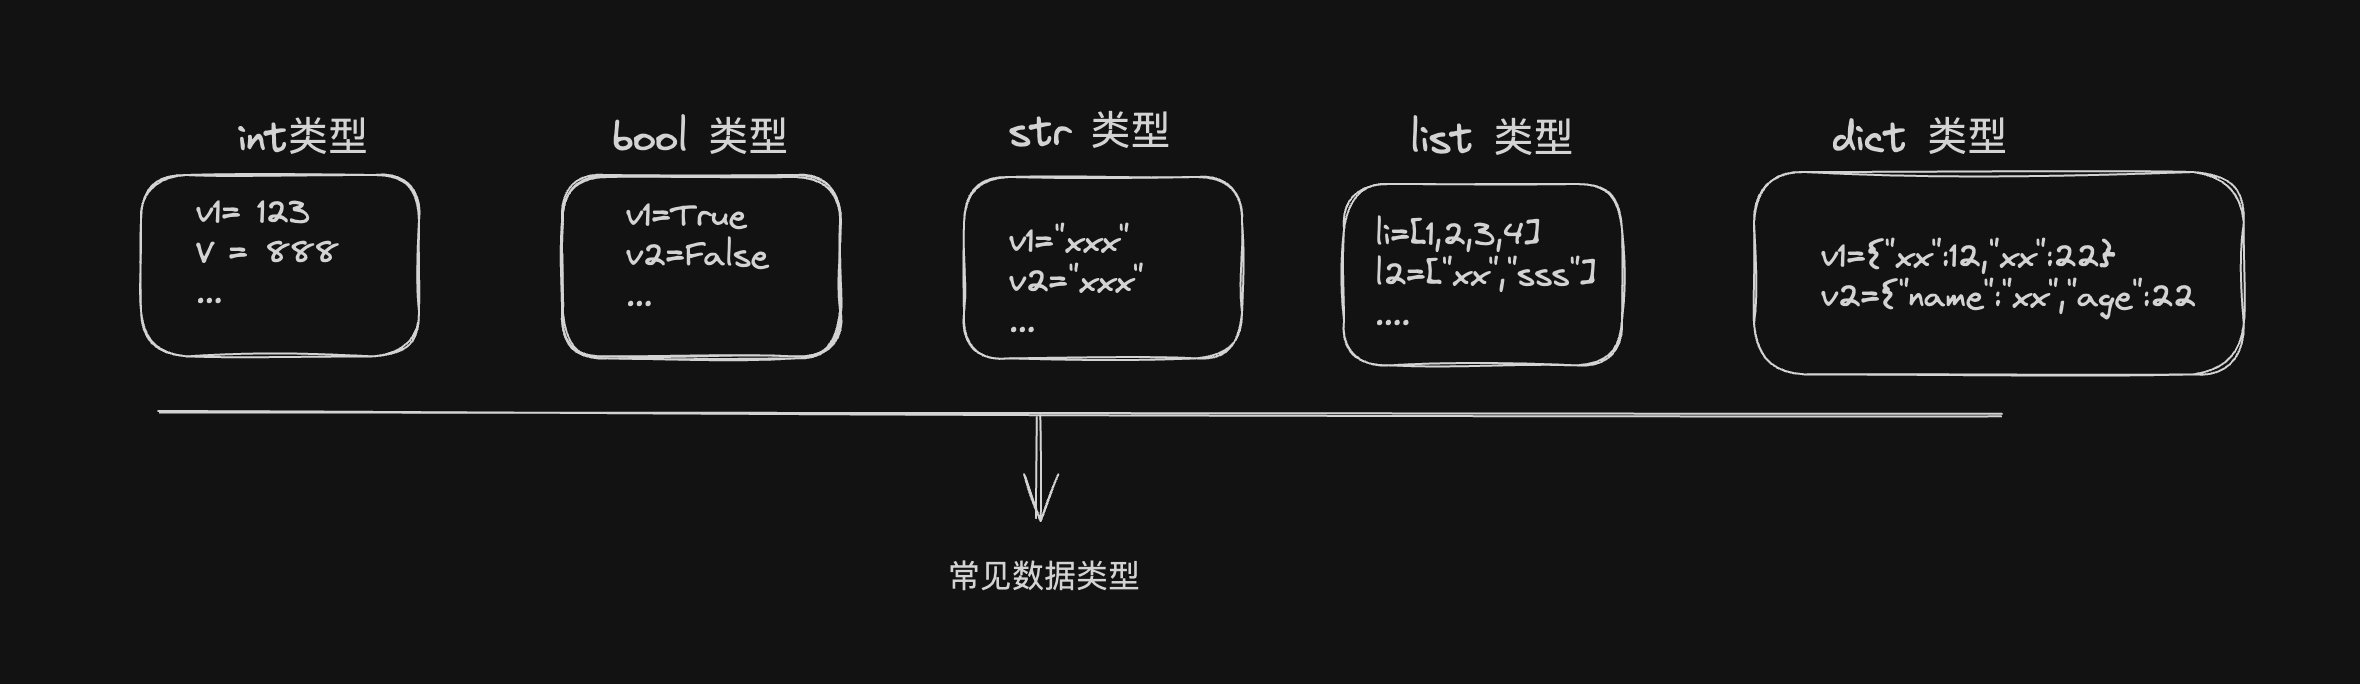 int类型
v1= 123
V = 888
...
bool 类型
v1=True
v2=False
...
str 类型
v1="xxx"
v2="xxx"
...
list 类型
li=[1,2,3,4]
l2=["xx","sss"]
....
dict 类型
v1={"xx":12,"xx":22}
v2={"name":"xx","age":22
常见数据类型